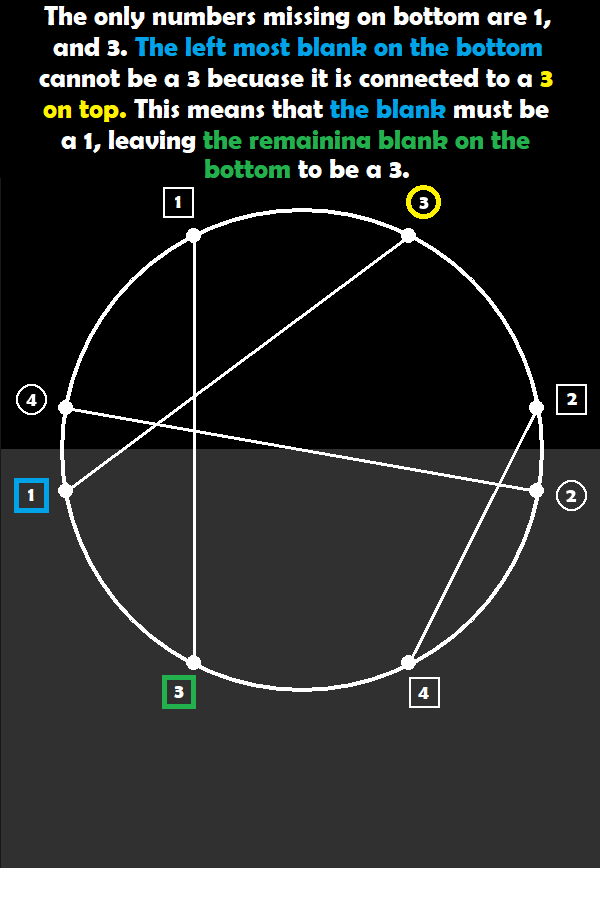 The only numbers missing on bottom are 1,
and 3. The left most blank on the bottom
cannot be a 3 becuase it is connected to a 3
on top. This means that the blank must be
a 1, leaving the remaining blank on the
bottom to be a 3.
1
3
4
2
1
2
3
4